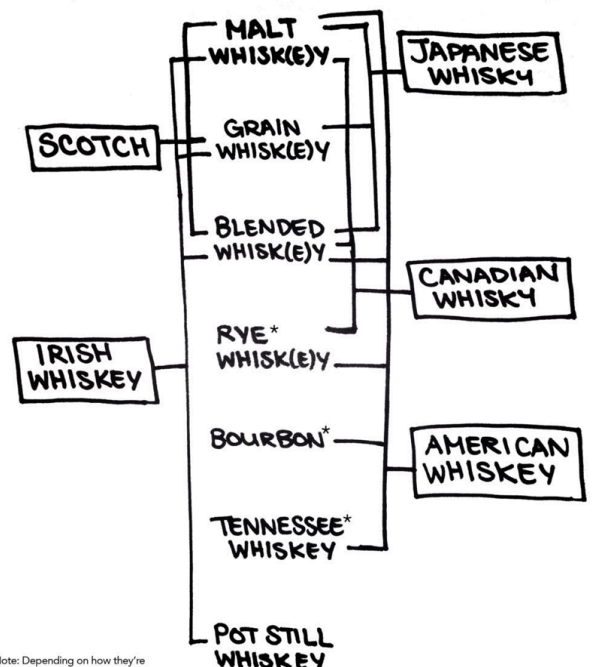 MALT
WHISK(E)Y
JAPANESE
WHISKY
GRAIN
WHISK(E)Y
SCOTCH
BLENDED
WHISK(E)Y
CANADIAN
WHISKY
RYE*
WHISK(E)Y
IRISH
WHISKEY
BOURBON*
AMERICAN
WHISKEY
TENNESSEE*
WHISKEY
POT STILL
WHISKEY
ote: Depending on how they're